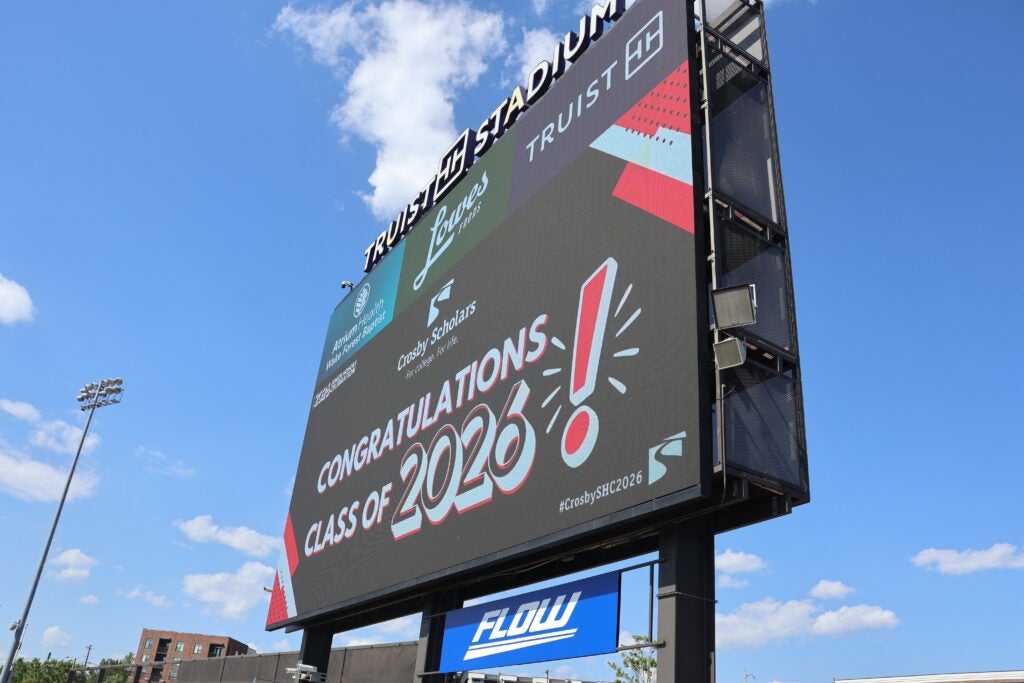 TRUIST STADIUM
TRUIST
Lowes
FOODS
Atrium Health
Wake Forest Baptist
Crosby Scholars
For college. For life.
CONGRATULATIONS
CLASS OF 2026!
#CrosbySHC2026
FLOW